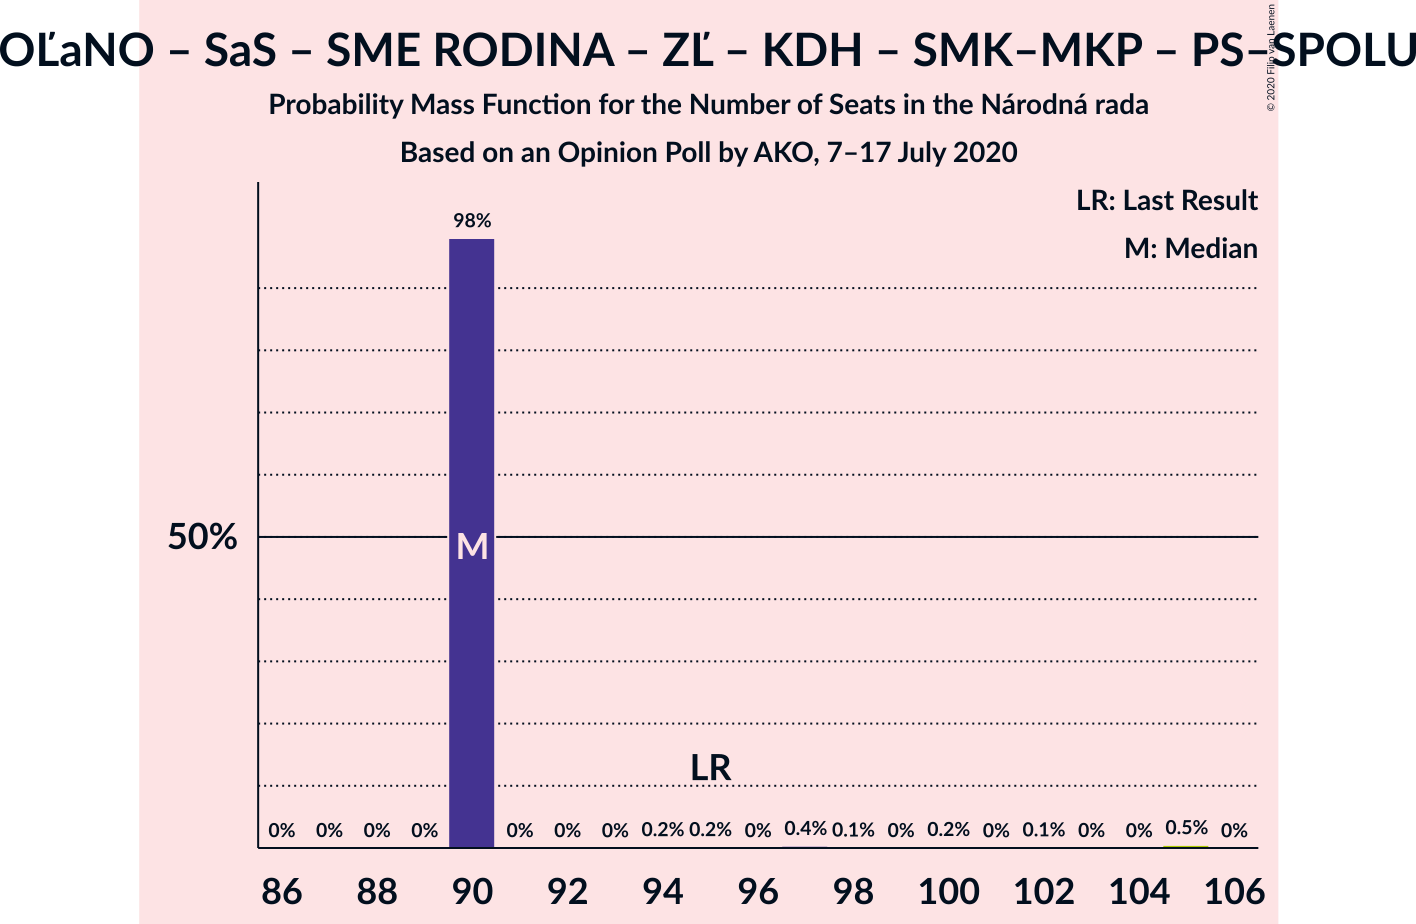 OĽaNO – SaS – SME RODINA – ZĽ – KDH – SMK–MKP – PS–SPOLU
© 2020 Filip van Laenen
Probability Mass Function for the Number of Seats in the Národná rada
Based on an Opinion Poll by AKO, 7–17 July 2020
LR: Last Result
M: Median
98%
50%
M
LR
0% 0% 0% 0% 0% 0% 0% 0.2% 0.2% 0% 0.4% 0.1% 0% 0.2% 0% 0.1% 0% 0% 0.5% 0%
86 88 90 92 94 96 98 100 102 104 106